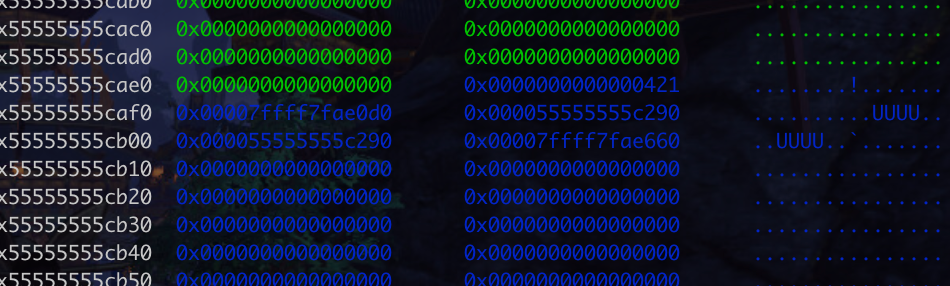 x55555555cab0 0x0000000000000000 0x0000000000000000 ................
x55555555cac0 0x0000000000000000 0x0000000000000000 ................
x55555555cad0 0x0000000000000000 0x0000000000000000 ................
x55555555cae0 0x0000000000000000 0x0000000000000421 ........!.......
x55555555caf0 0x00007ffff7fae0d0 0x000055555555c290 ..........UUUU..
x55555555cb00 0x000055555555c290 0x00007ffff7fae660 ..UUUU..`.......
x55555555cb10 0x0000000000000000 0x0000000000000000 ................
x55555555cb20 0x0000000000000000 0x0000000000000000 ................
x55555555cb30 0x0000000000000000 0x0000000000000000 ................
x55555555cb40 0x0000000000000000 0x0000000000000000 ................
x55555555cb50 0x0000000000000000 0x0000000000000000 ................